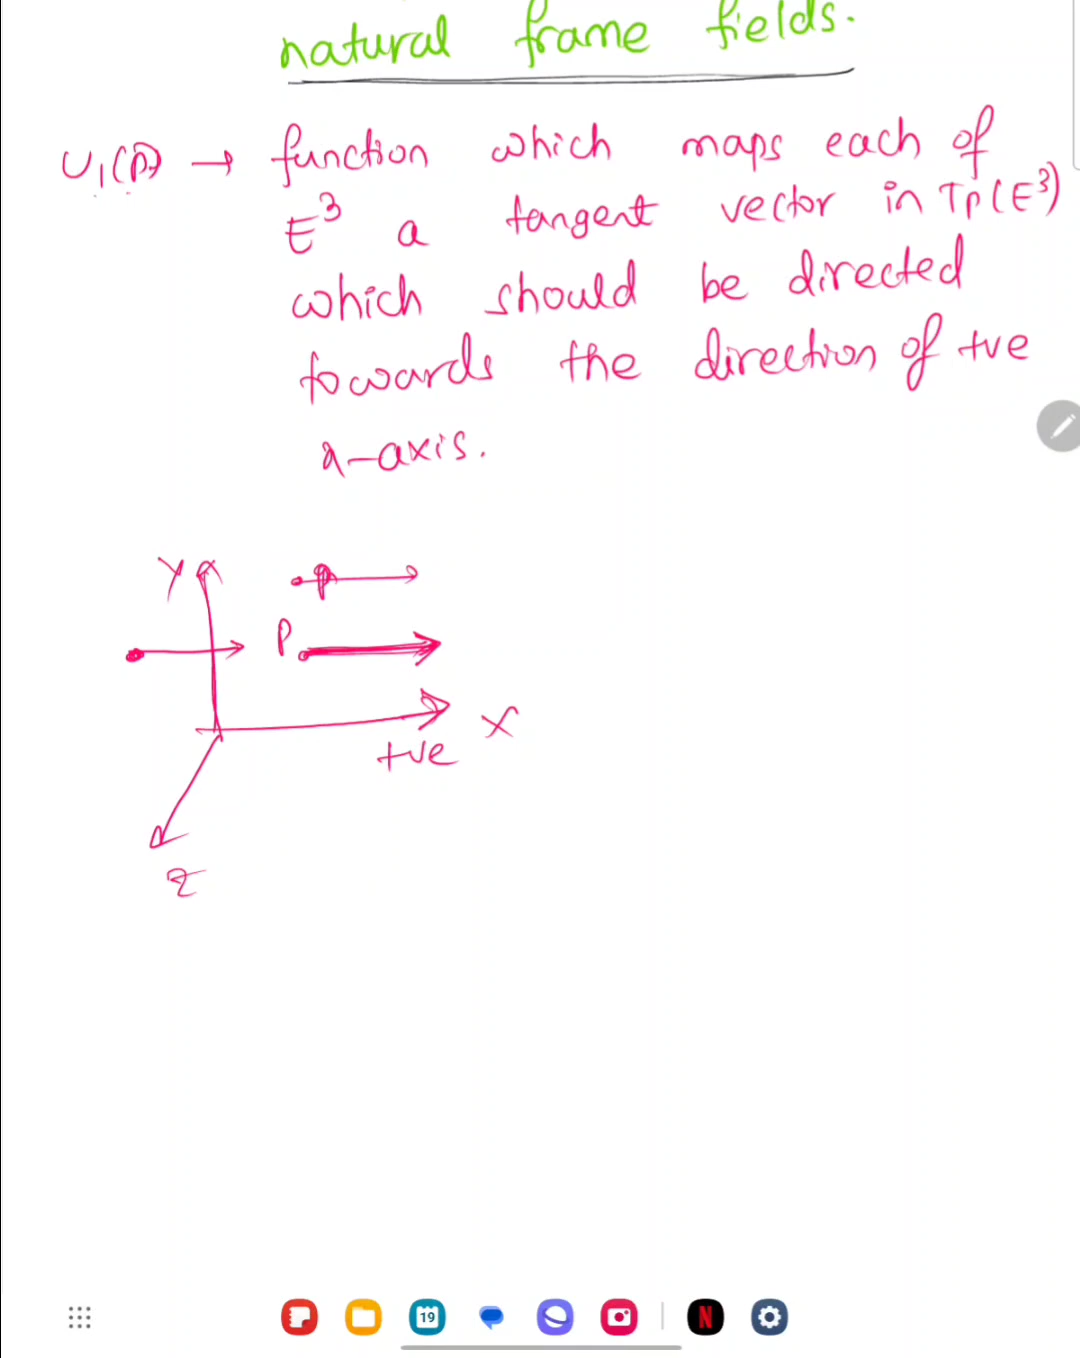 natural frame fields.
U₁(P) → function which maps each of
E³ a tangent vector in Tp(E³)
which should be directed
towards the direction of +ve
x-axis.
Y
P
X
+ve
Z
19
N